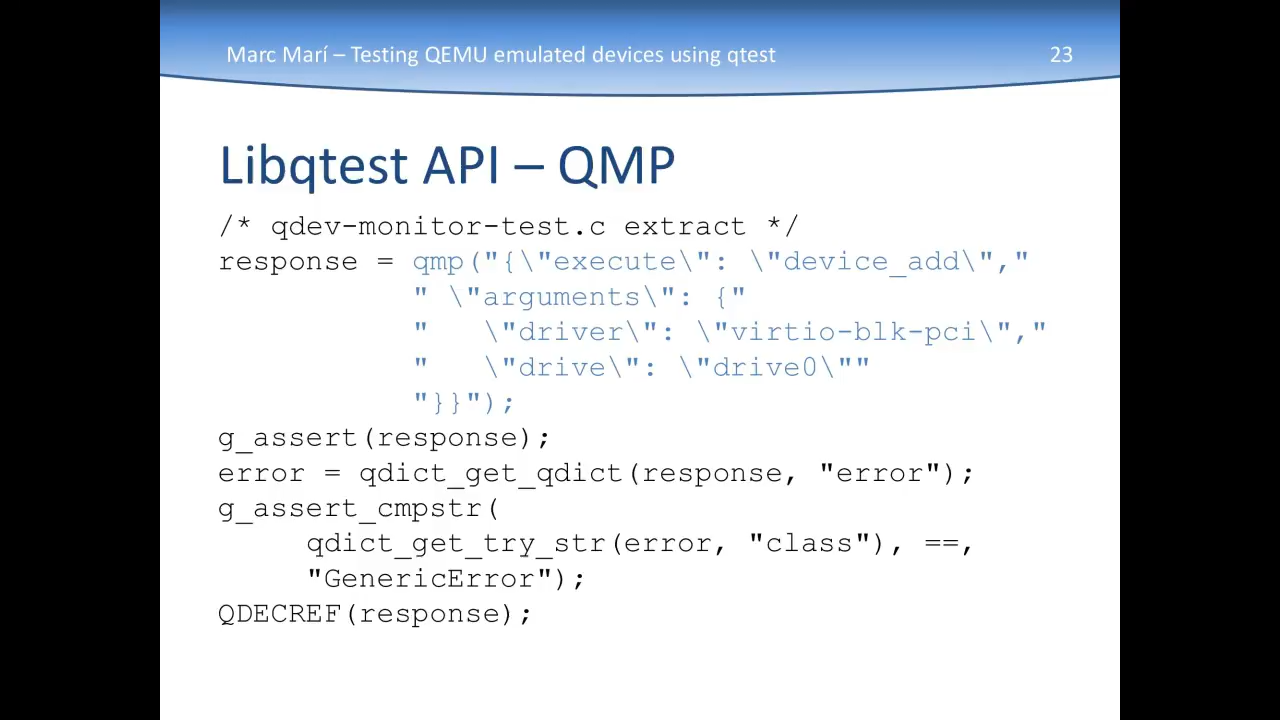 Marc Marí – Testing QEMU emulated devices using qtest 23
Libqtest API – QMP
/* qdev-monitor-test.c extract */
response = qmp("{\"execute\": \"device_add\","
" \"arguments\": {"
"   \"driver\": \"virtio-blk-pci\","
"   \"drive\": \"drive0\""
"}}");
g_assert(response);
error = qdict_get_qdict(response, "error");
g_assert_cmpstr(
qdict_get_try_str(error, "class"), ==,
"GenericError");
QDECREF(response);